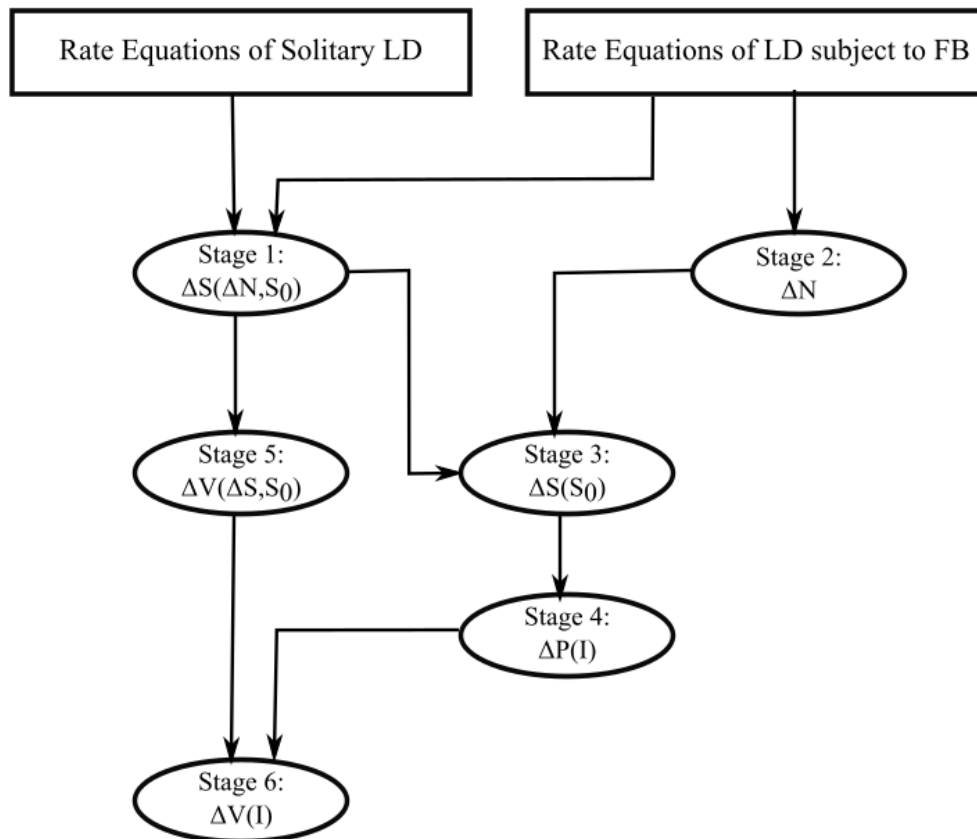 Rate Equations of Solitary LD
Rate Equations of LD subject to FB
Stage 1:
ΔS(ΔN,S₀)
Stage 2:
ΔN
Stage 5:
ΔV(ΔS,S₀)
Stage 3:
ΔS(S₀)
Stage 4:
ΔP(I)
Stage 6:
ΔV(I)